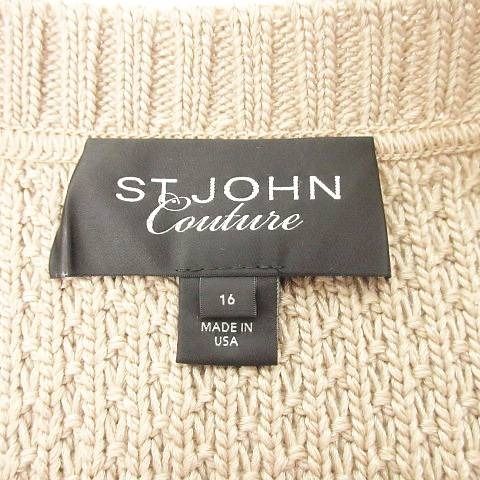 ST. JOHN
Couture
16
MADE IN
USA